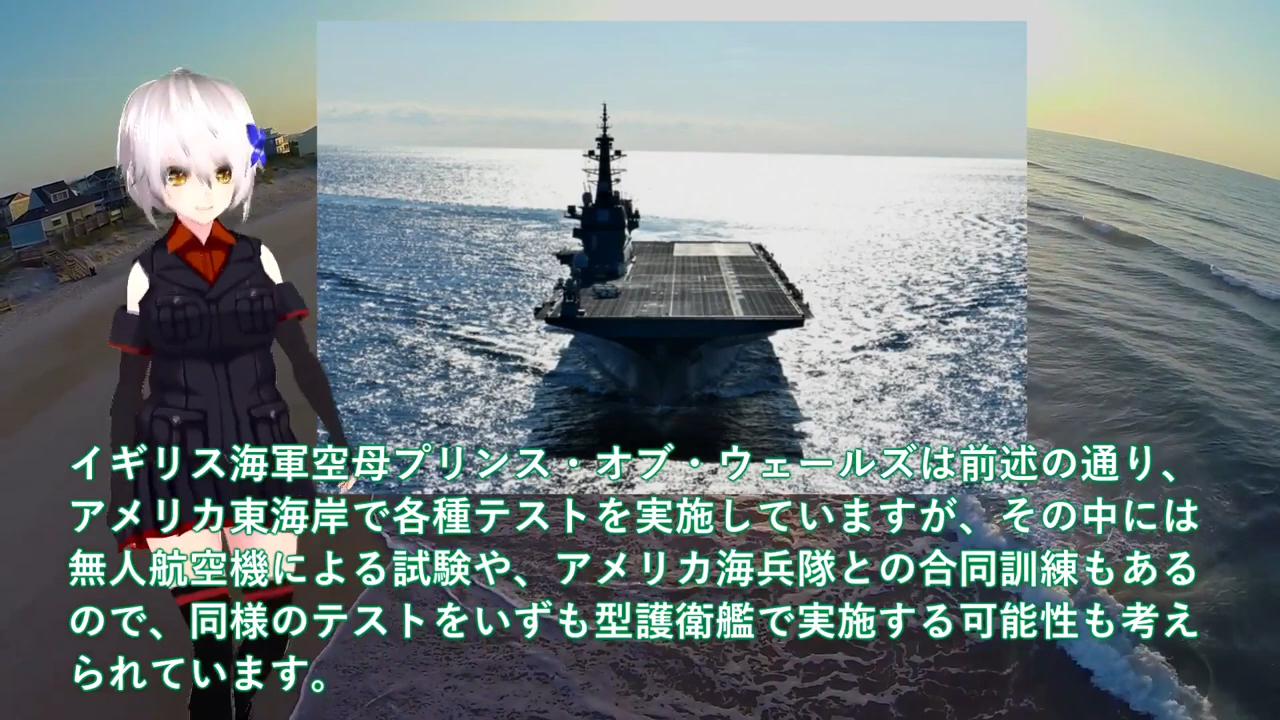 イギリス海軍空母プリンス・オブ・ウェールズは前述の通り、
アメリカ東海岸で各種テストを実施していますが、その中には
無人航空機による試験や、アメリカ海兵隊との合同訓練もある
ので、同様のテストをいずも型護衛艦で実施する可能性も考え
られています。